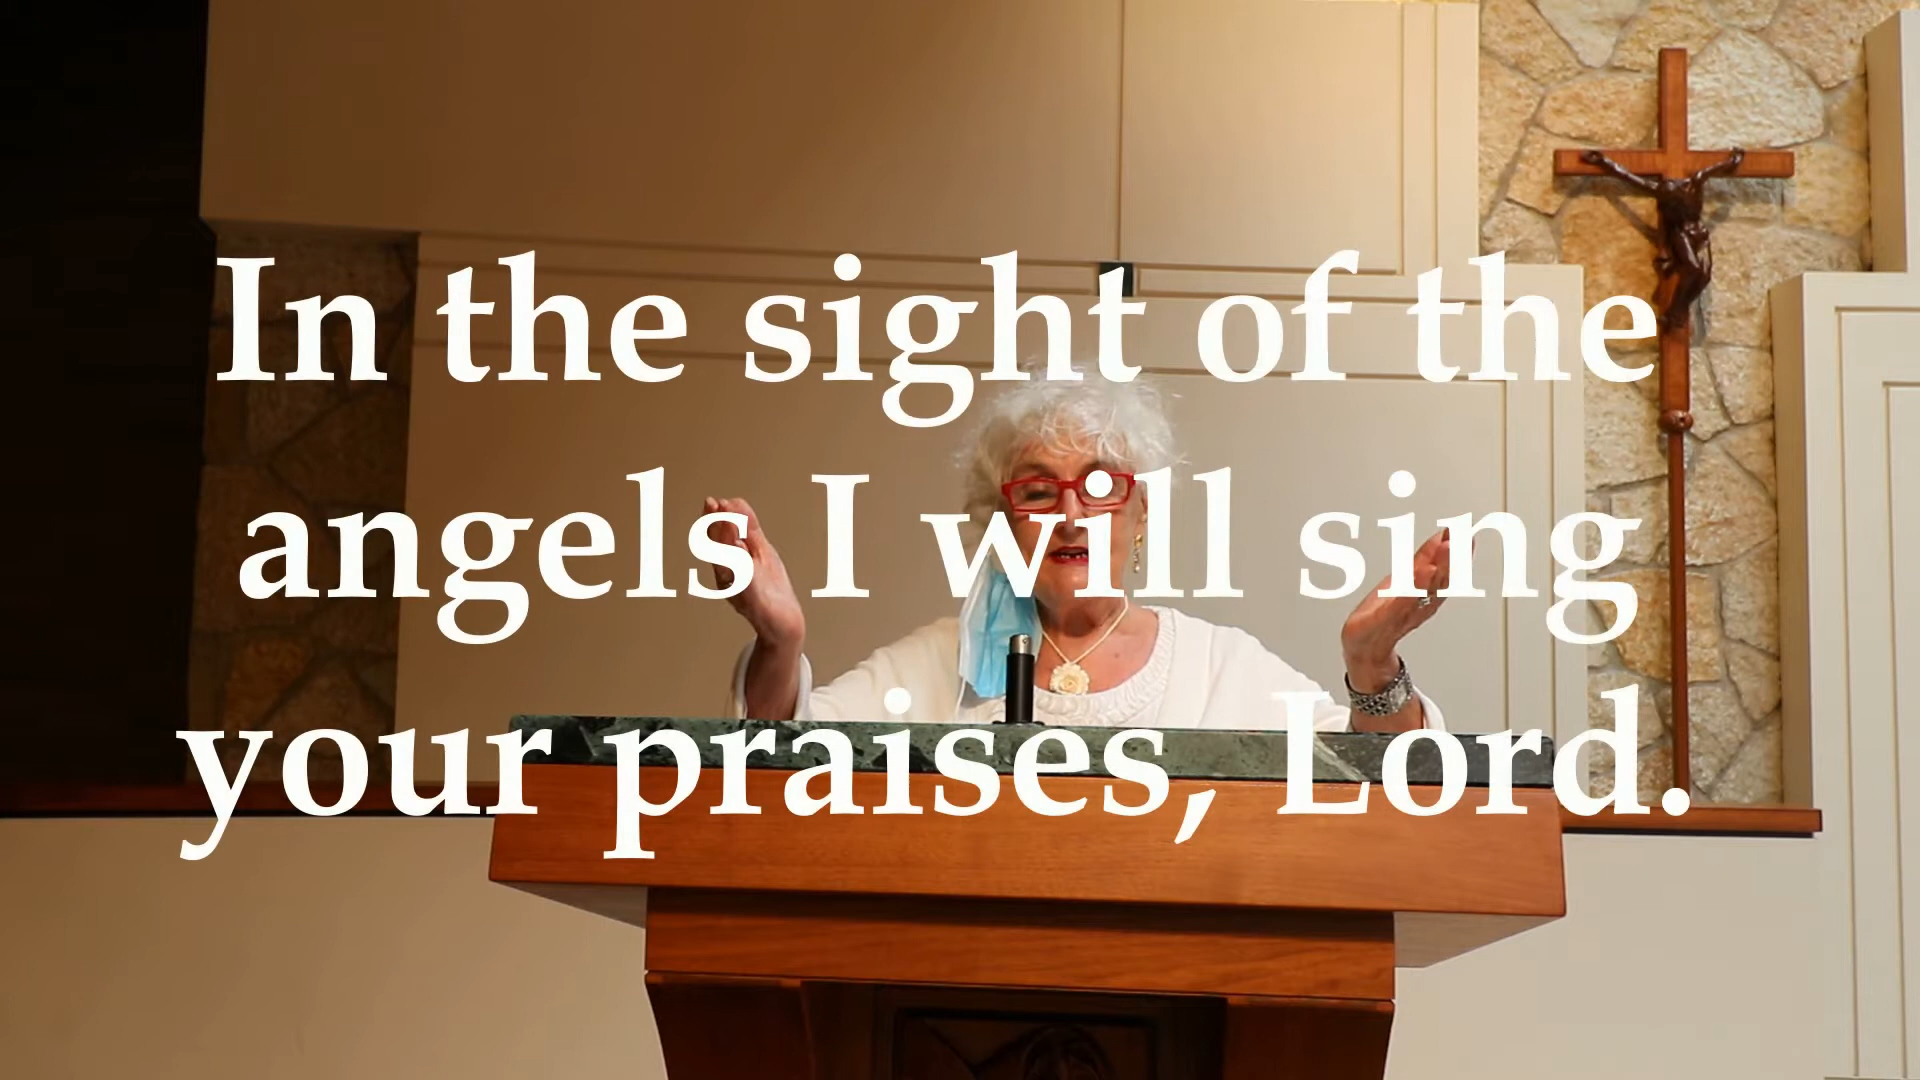 In the sight of the
angels I will sing
your praises, Lord.